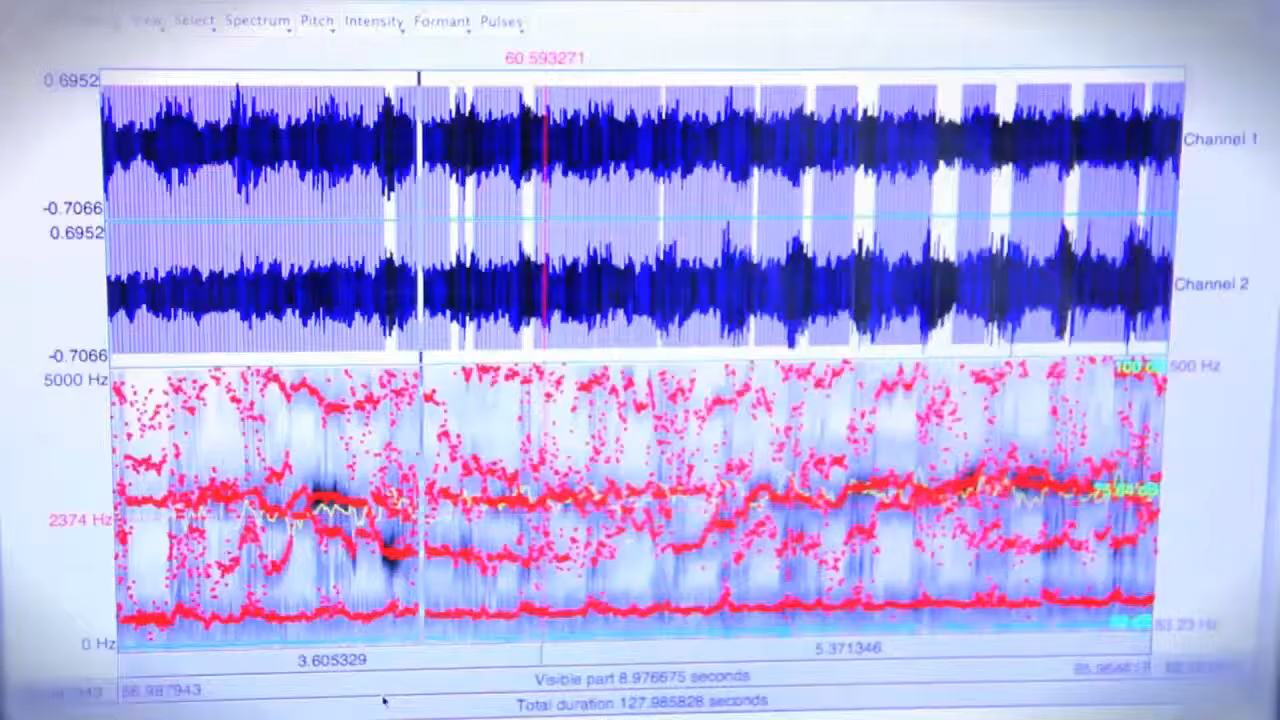 View Select Spectrum Pitch Intensity Formant Pulses
60.593271
0.6952
Channel 1
-0.7066
0.6952
Channel 2
-0.7066
5000 Hz
500 Hz
2374 Hz
0 Hz
3.605329
5.371346
56.987943
Visible part 8.976675 seconds
Total duration 127.985828 seconds